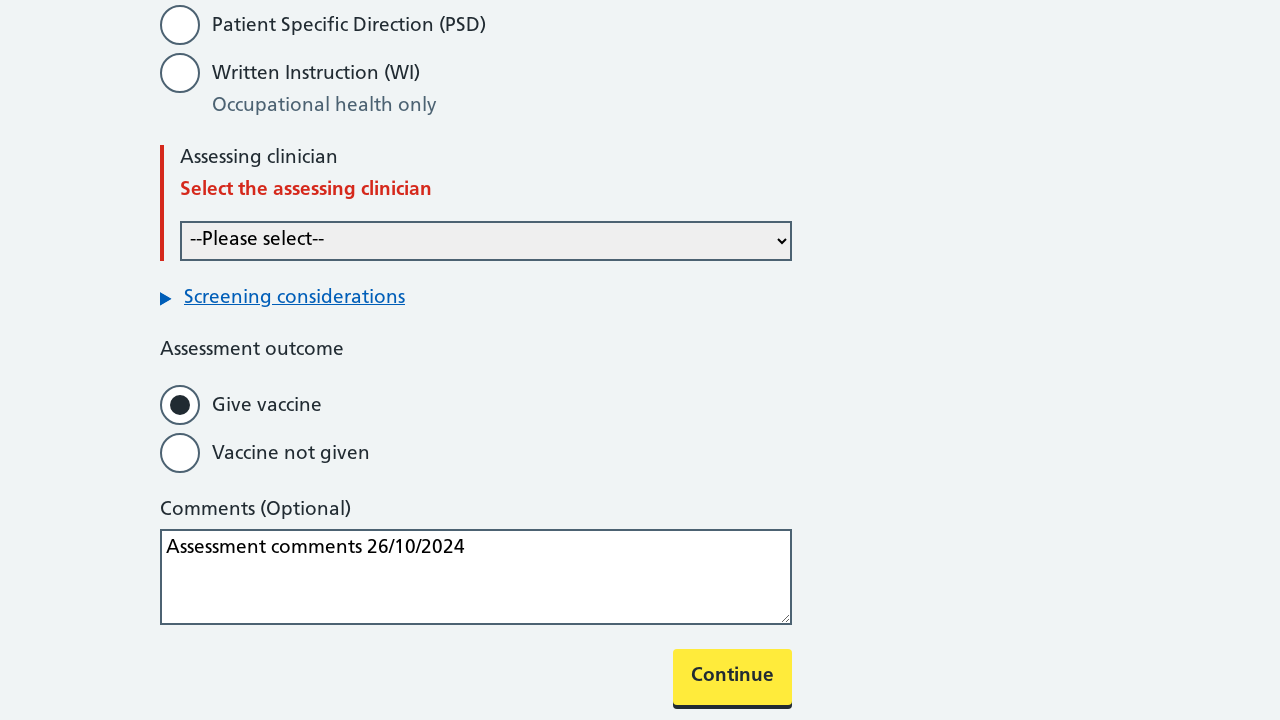 Patient Specific Direction (PSD)
Written Instruction (WI)
Occupational health only
Assessing clinician
Select the assessing clinician
--Please select--
Screening considerations
Assessment outcome
Give vaccine
Vaccine not given
Comments (Optional)
Assessment comments 26/10/2024
Continue